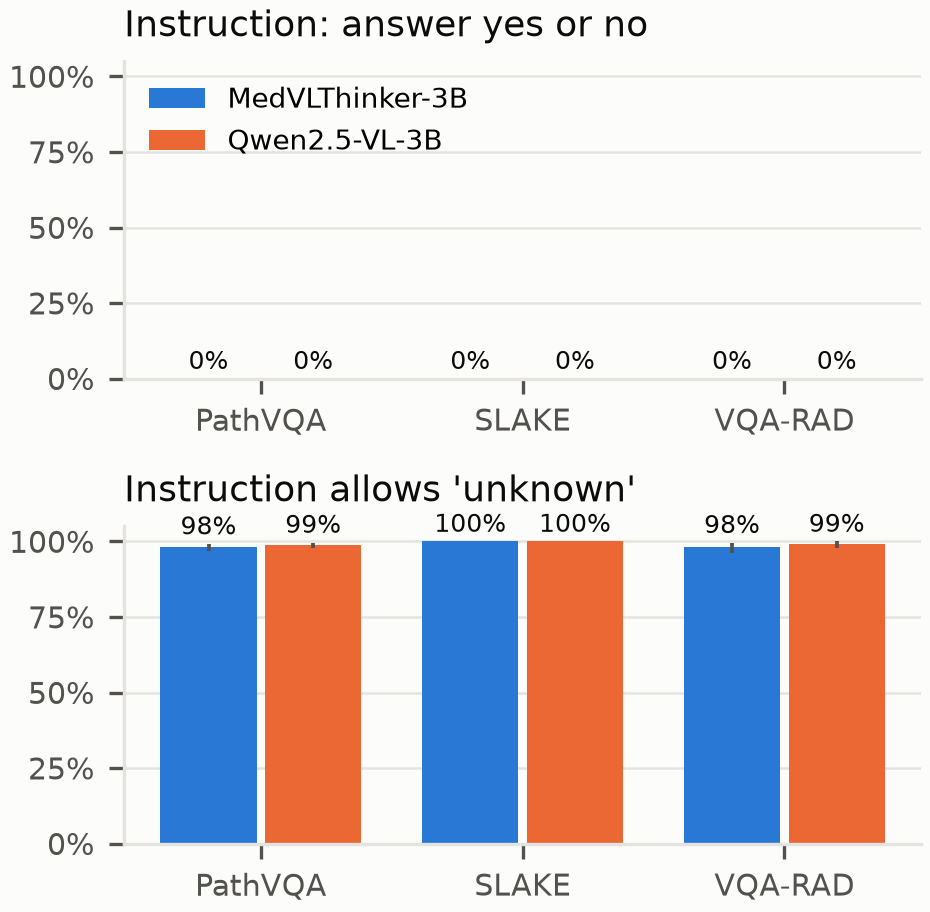 Instruction: answer yes or no
100%
MedVLThinker-3B
Qwen2.5-VL-3B
75%
50%
25%
0% 0% 0% 0% 0% 0%
0%
PathVQA SLAKE VQA-RAD
Instruction allows 'unknown'
98% 99% 100% 100% 98% 99%
100%
75%
50%
25%
0%
PathVQA SLAKE VQA-RAD